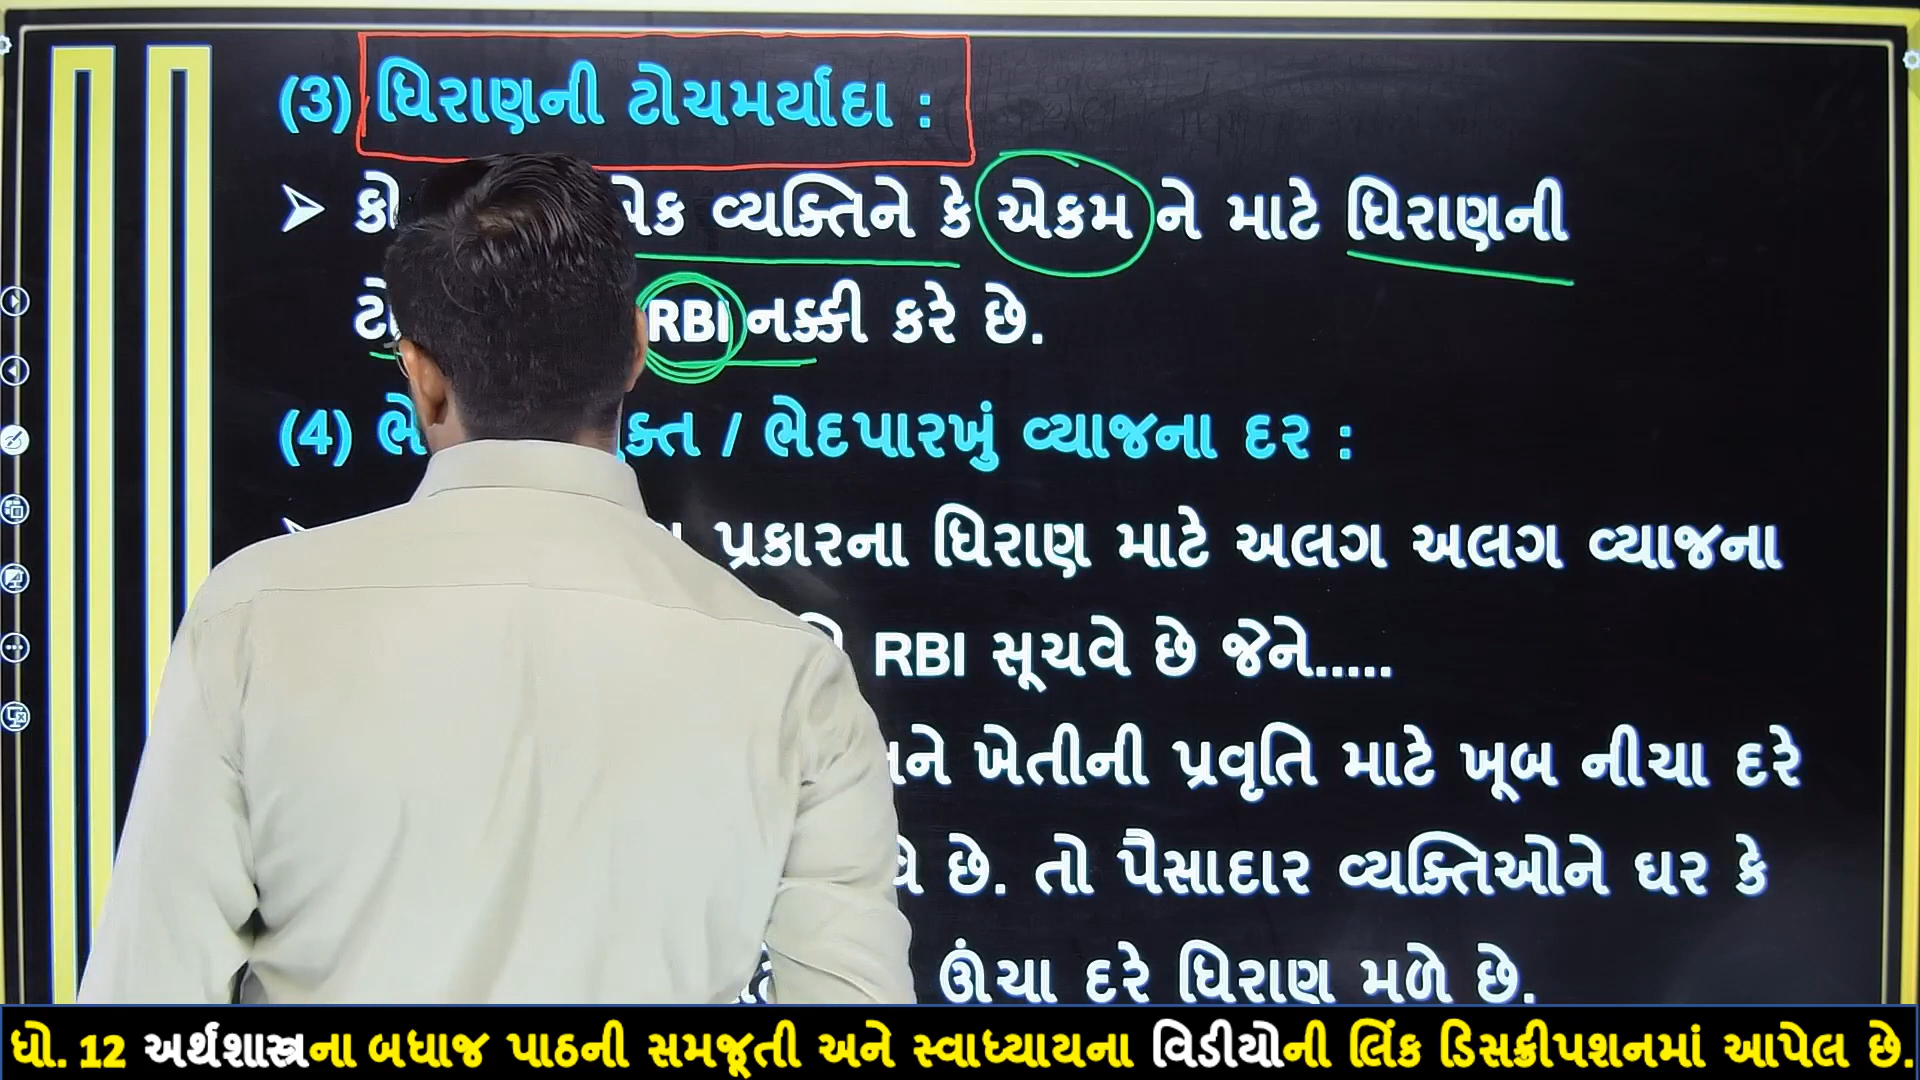 (3) ધિરાણની ટોચમર્યાદા :
વ્યક્તિને કે એકમ ને માટે ધિરાણની
RBI નક્કી કરે છે.
(4) / ભેદપારખું વ્યાજના દર :
પ્રકારના ધિરાણ માટે અલગ અલગ વ્યાજના
RBI સૂચવે છે જેને.....
ખેતીની પ્રવૃતિ માટે ખૂબ નીચા દરે
છે. તો પૈસાદાર વ્યક્તિઓને ઘર કે
ઊંચા દરે ધિરાણ મળે છે.
ધો. 12 અર્થશાસ્ત્રના બધાજ પાઠની સમજૂતી અને સ્વાધ્યાયના વિડીયોની લિંક ડિસક્રીપશનમાં આપેલ છે.